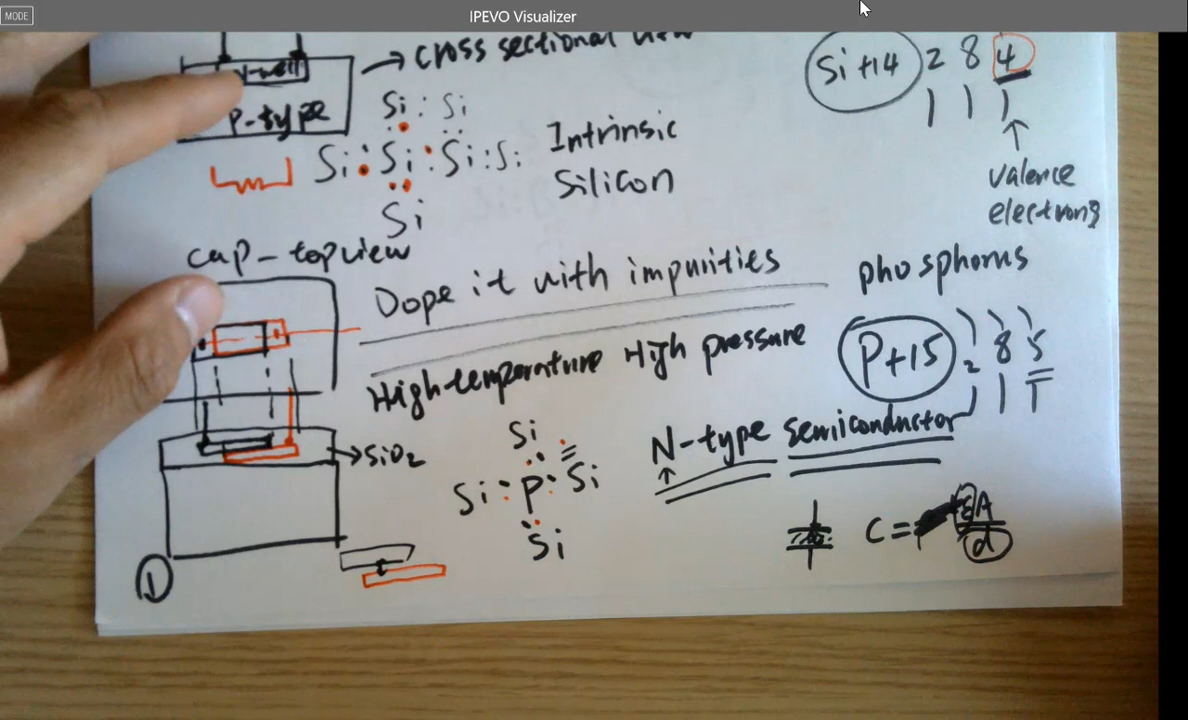 MODE
IPEVO Visualizer
cross sectional view
P-type
Si : Si
Si : Si : Si : Si
Si
Intrinsic
Silicon
Si +14 2 8 4
valence
electrons
cap - top view
Dope it with impurities
High-temperature High pressure
phosphorus
P+15 2 8 5
N-type semiconductor
SiO2
Si
Si : P : Si
Si
C = εA
d
1